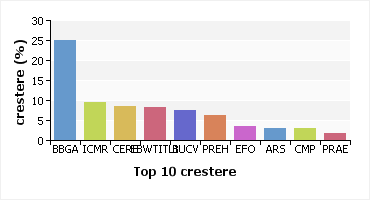 crestere (%)
30
25
20
15
10
5
0
BBGA ICMR CERE EBWTITLB BUCV PREH EFO ARS CMP PRAE
Top 10 crestere